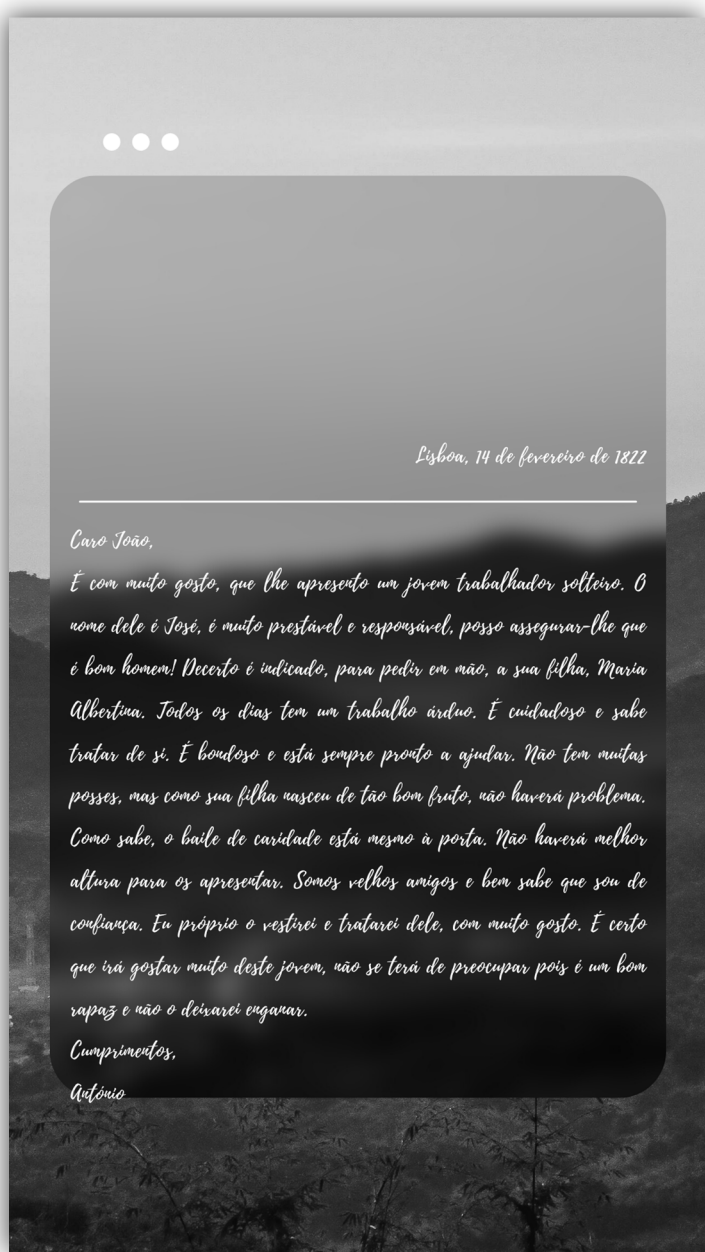 Lisboa, 14 de fevereiro de 1822
Caro João,
É com muito gosto, que lhe apresento um jovem trabalhador solteiro. O
nome dele é José, é muito prestável e responsável, posso assegurar-lhe que
é bom homem! Decerto é indicado, para pedir em mão, a sua filha, Maria
Albertina. Todos os dias tem um trabalho árduo. É cuidadoso e sabe
tratar de si. É bondoso e está sempre pronto a ajudar. Não tem muitas
posses, mas como sua filha nasceu de tão bom fruto, não haverá problema.
Como sabe, o baile de caridade está mesmo à porta. Não haverá melhor
altura para os apresentar. Somos velhos amigos e bem sabe que sou de
confiança. Eu próprio o vestirei e tratarei dele, com muito gosto. É certo
que irá gostar muito deste jovem, não se terá de preocupar pois é um bom
rapaz e não o deixarei enganar.
Cumprimentos,
António